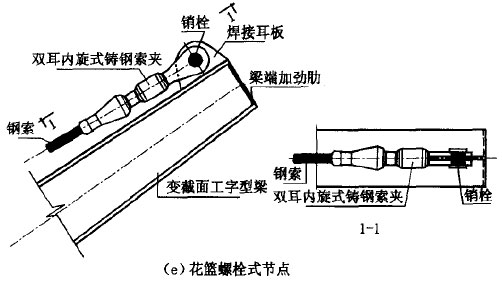 销栓
I
焊接耳板
双耳内旋式铸钢索夹
梁端加劲肋
I
钢索
变截面工字型梁
钢索
销栓
双耳内旋式铸钢索夹
1-1
(e) 花篮螺栓式节点